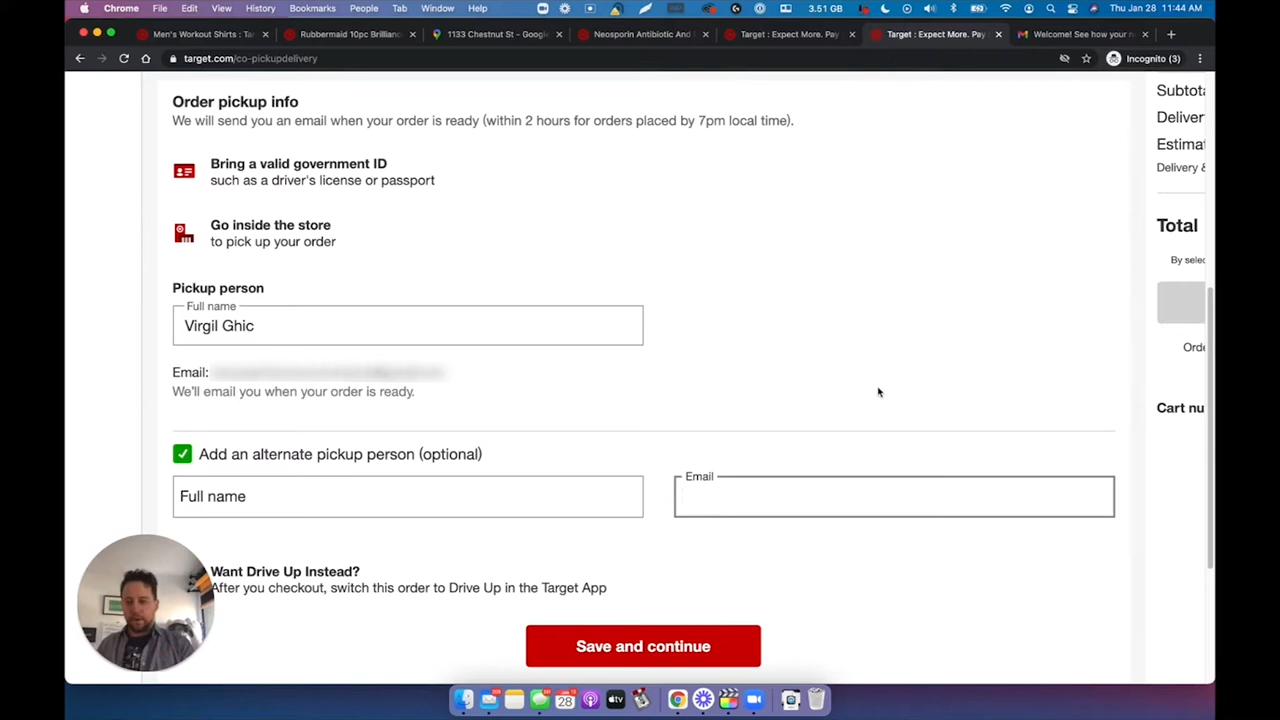 Chrome File Edit View History Bookmarks People Tab Window Help 3.51 GB Thu Jan 28 11:44 AM
Men's Workout Shirts : Ta Rubbermaid 10pc Brillianc 1133 Chestnut St - Google Neosporin Antibiotic And Target : Expect More. Pay Target : Expect More. Pay Welcome! See how your n
target.com/co-pickupdelivery Incognito (3)
Order pickup info
We will send you an email when your order is ready (within 2 hours for orders placed by 7pm local time).
Bring a valid government ID
such as a driver's license or passport
Go inside the store
to pick up your order
Pickup person
Full name
Virgil Ghic
Email:
We'll email you when your order is ready.
Add an alternate pickup person (optional)
Full name
Email
Want Drive Up Instead?
After you checkout, switch this order to Drive Up in the Target App
Save and continue
Subtota
Deliver
Estima
Delivery &
Total
By selec
Orde
Cart nu
28